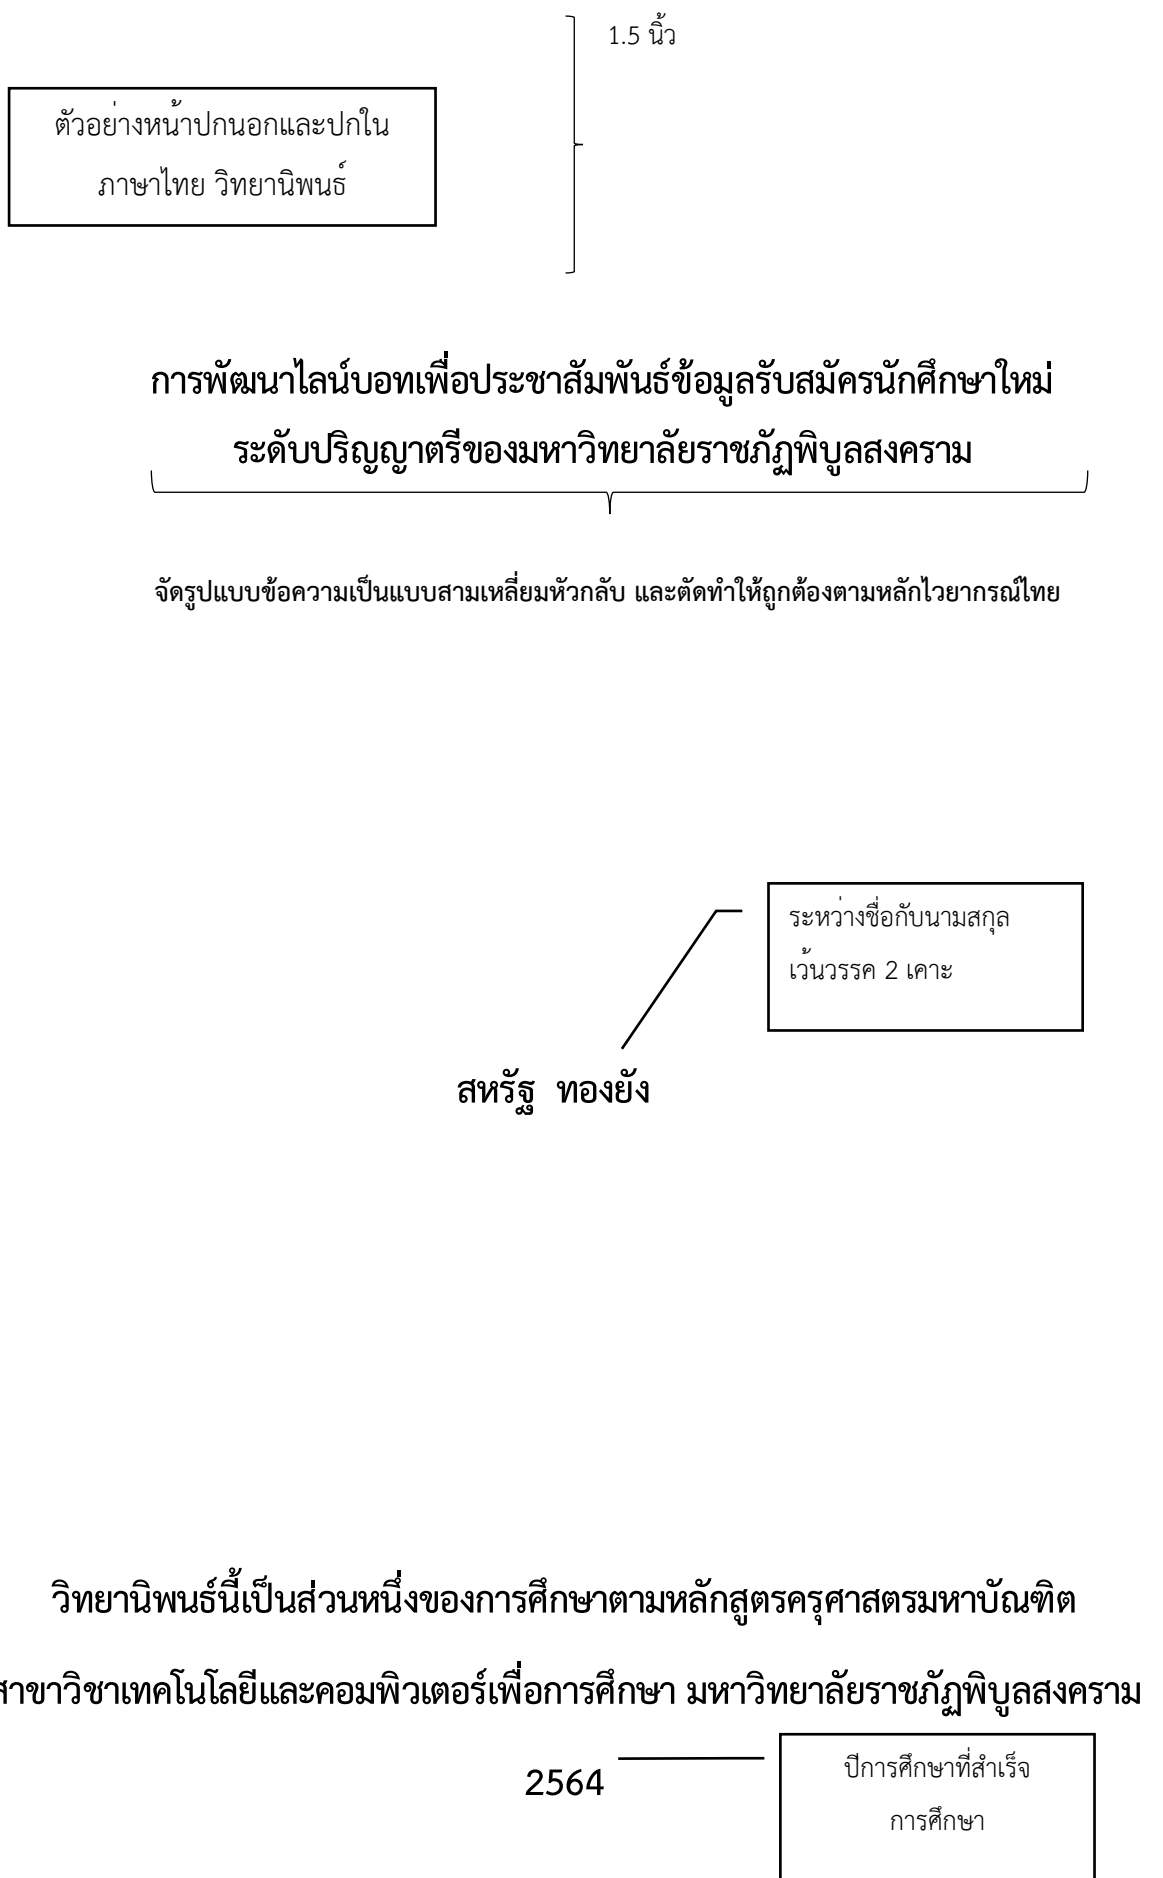 1.5 นิ้ว
ตัวอย่างหน้าปกนอกและปกใน
ภาษาไทย วิทยานิพนธ์
การพัฒนาไลน์บอทเพื่อประชาสัมพันธ์ข้อมูลรับสมัครนักศึกษาใหม่
ระดับปริญญาตรีของมหาวิทยาลัยราชภัฏพิบูลสงคราม
จัดรูปแบบข้อความเป็นแบบสามเหลี่ยมหัวกลับ และตัดทำให้ถูกต้องตามหลักไวยากรณ์ไทย
ระหว่างชื่อกับนามสกุล
เว้นวรรค 2 เคาะ
สหรัฐ  ทองยัง
วิทยานิพนธ์นี้เป็นส่วนหนึ่งของการศึกษาตามหลักสูตรครุศาสตรมหาบัณฑิต
สาขาวิชาเทคโนโลยีและคอมพิวเตอร์เพื่อการศึกษา มหาวิทยาลัยราชภัฏพิบูลสงคราม
2564
ปีการศึกษาที่สำเร็จ
การศึกษา